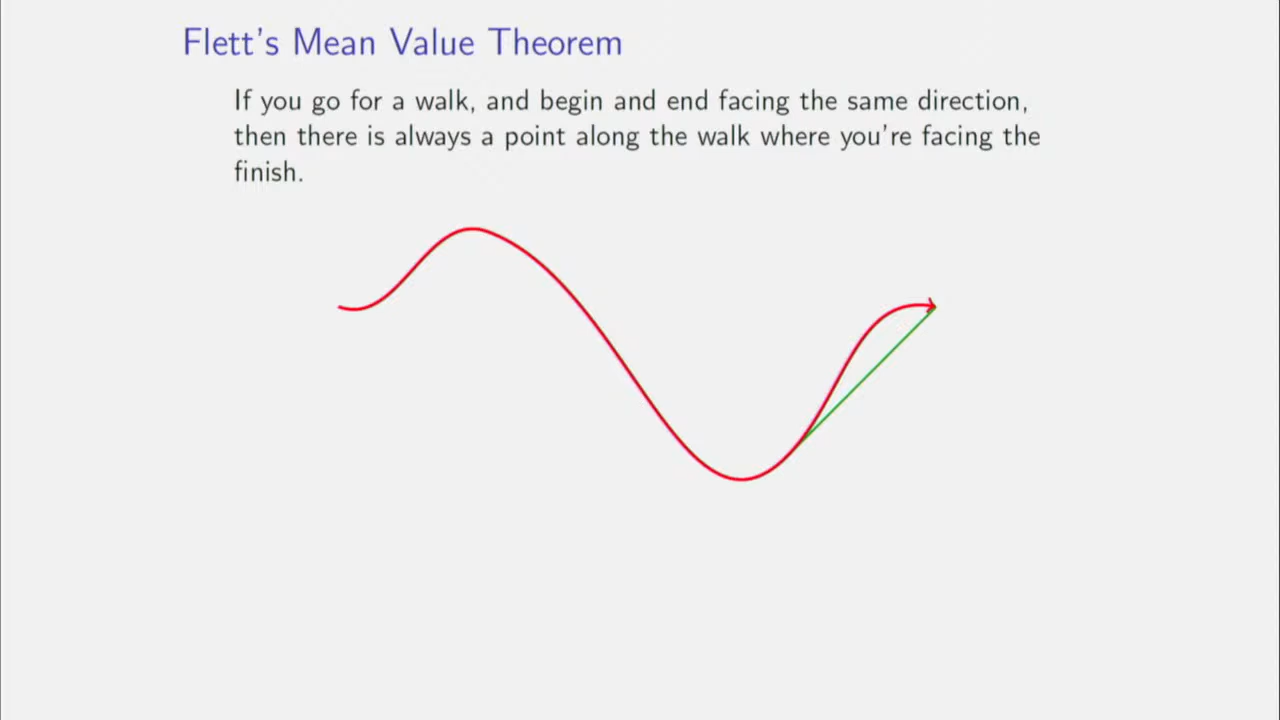 Flett's Mean Value Theorem
If you go for a walk, and begin and end facing the same direction,
then there is always a point along the walk where you're facing the
finish.